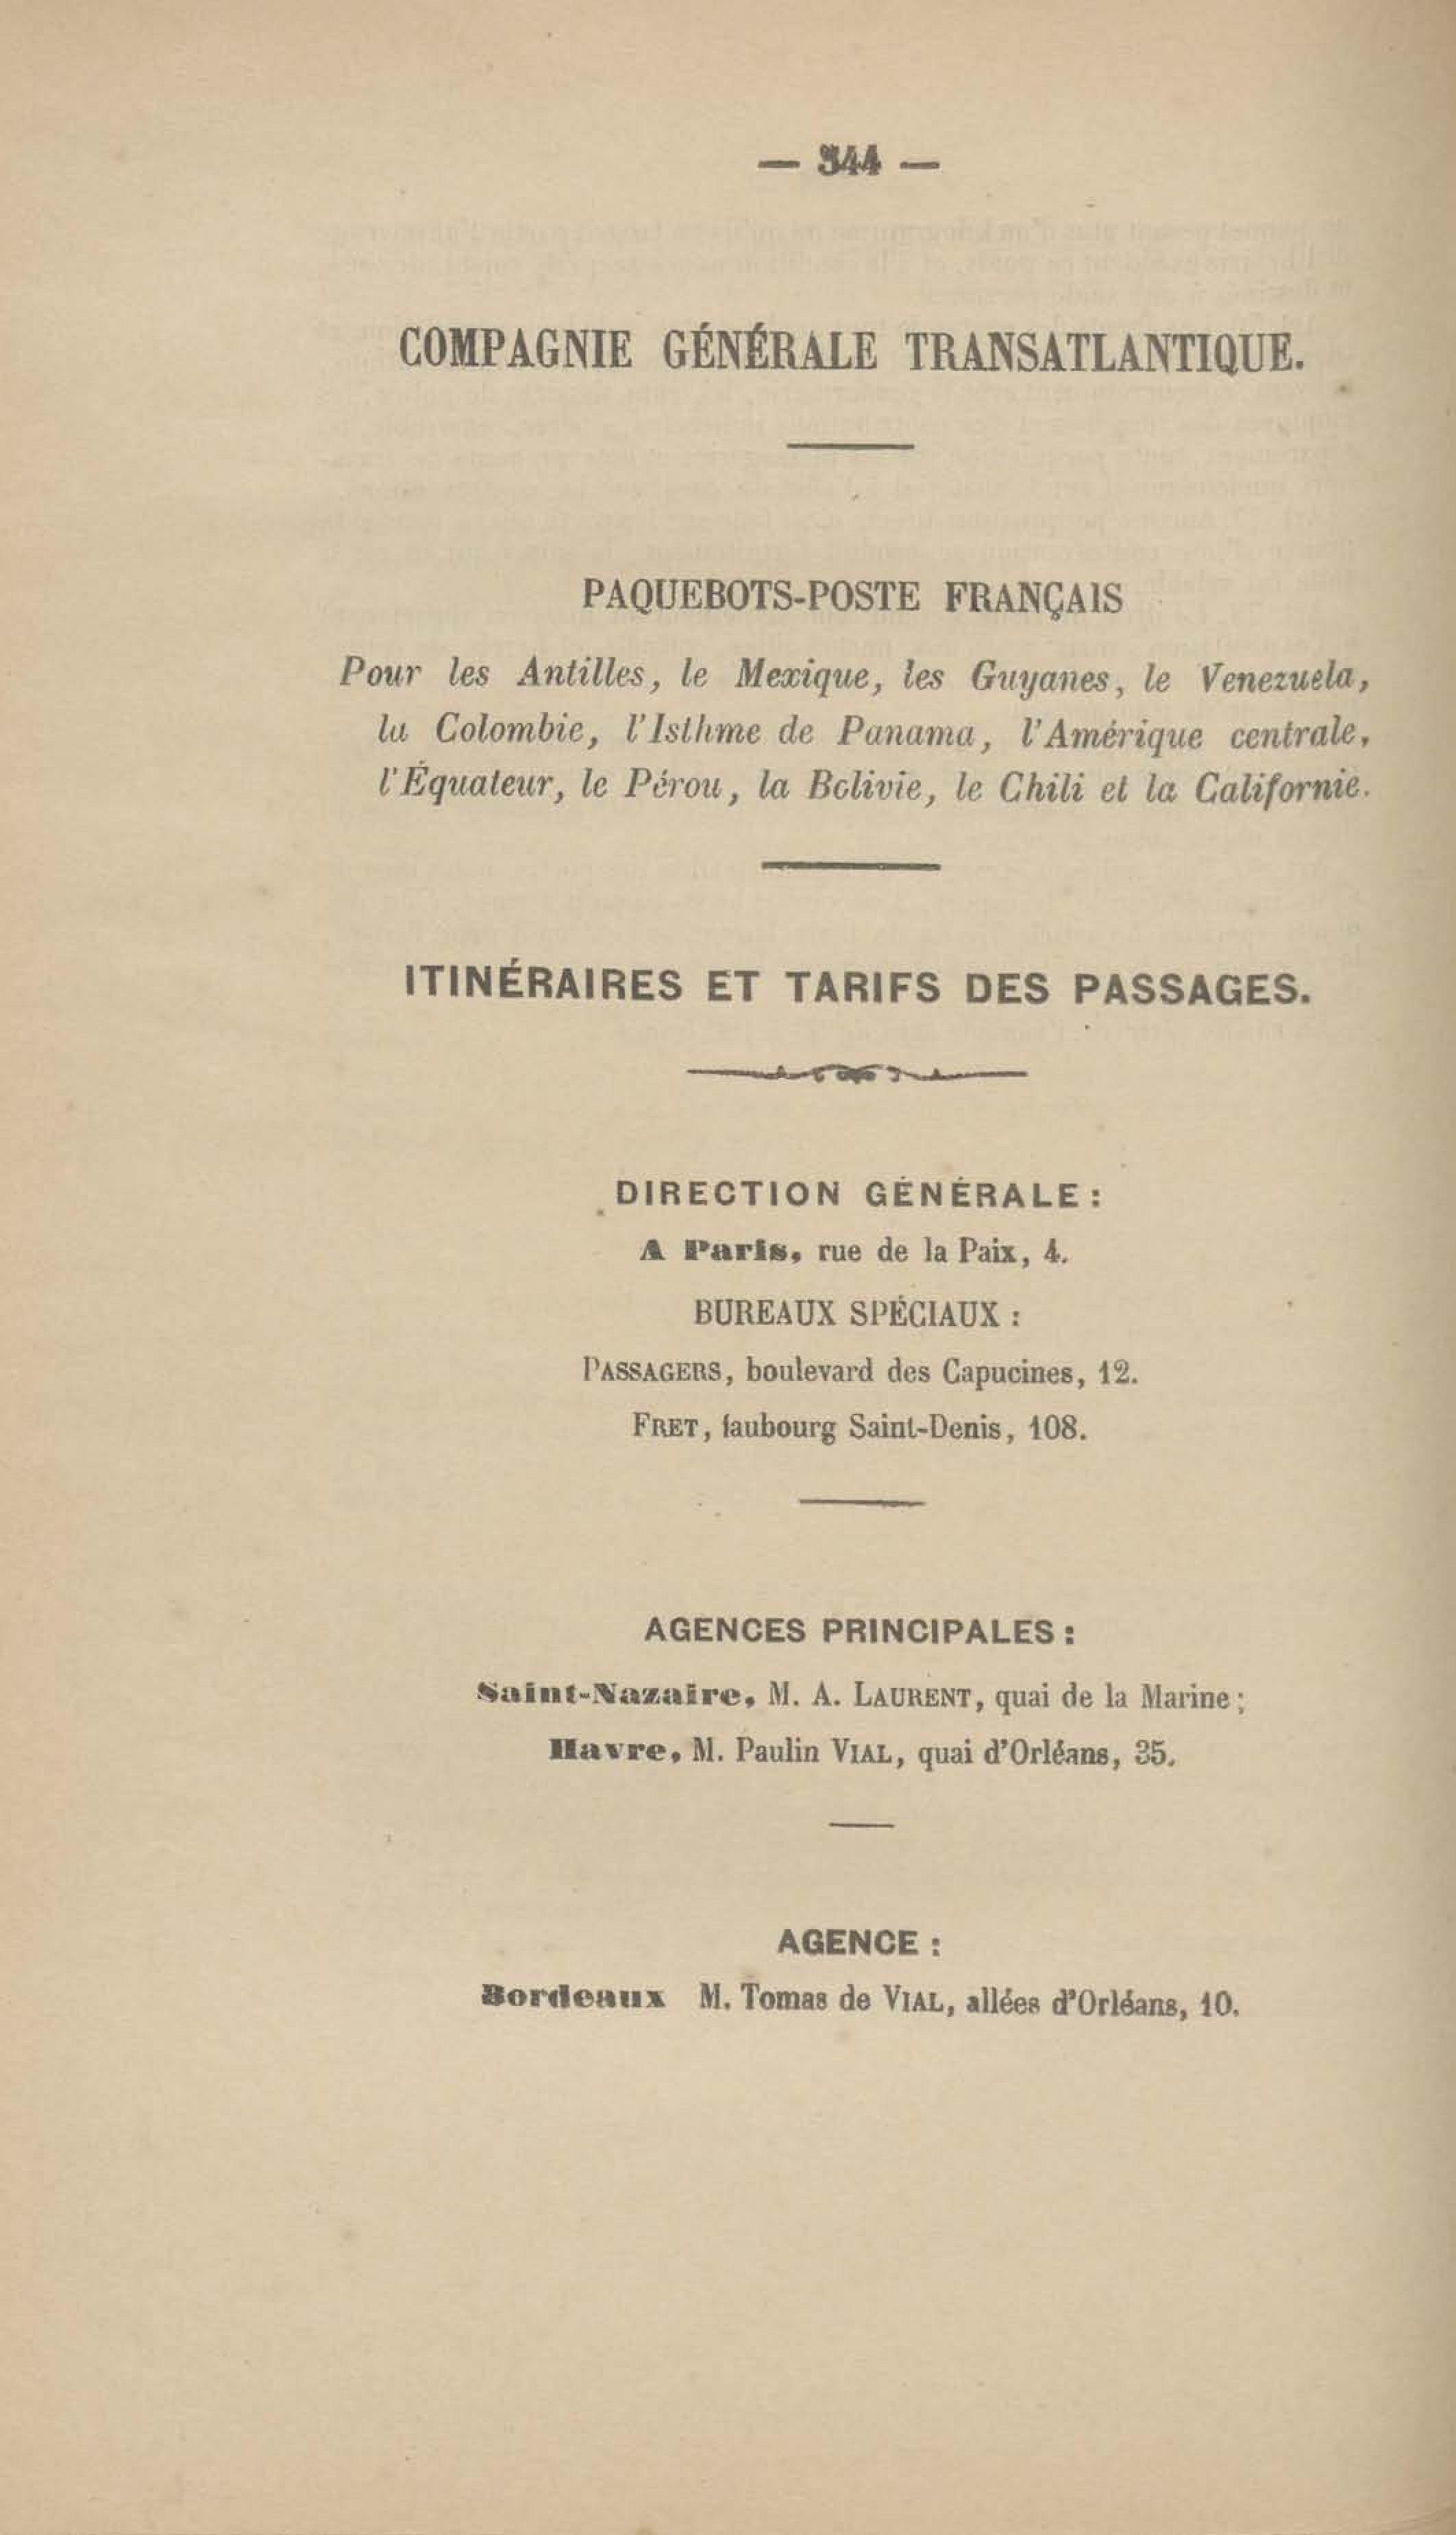 — 344 —
COMPAGNIE GÉNÉRALE TRANSATLANTIQUE.
PAQUEBOTS-POSTE FRANÇAIS
Pour les Antilles, le Mexique, les Guyanes, le Venezuela,
la Colombie, l'Isthme de Panama, l'Amérique centrale,
l'Équateur, le Pérou, la Bolivie, le Chili et la Californie.
ITINÉRAIRES ET TARIFS DES PASSAGES.
DIRECTION GÉNÉRALE :
A Paris, rue de la Paix, 4.
BUREAUX SPÉCIAUX :
PASSAGERS, boulevard des Capucines, 12.
FRET, faubourg Saint-Denis, 108.
AGENCES PRINCIPALES :
Saint-Nazaire, M. A. LAURENT, quai de la Marine ;
Havre, M. Paulin VIAL, quai d'Orléans, 35.
AGENCE :
Bordeaux M. Tomas de VIAL, allées d'Orléans, 10.